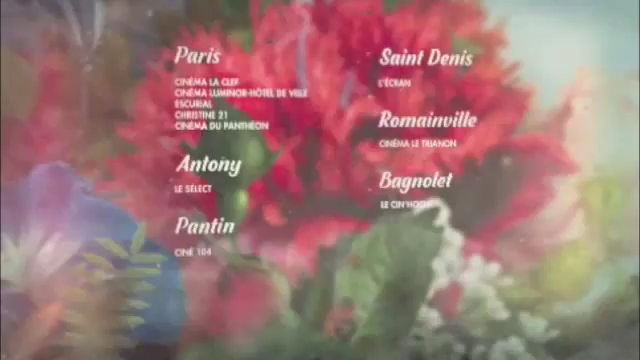 Paris
CINÉMA LA CLEF
CINÉMA LUMINOR-HÔTEL DE VILLE
ESCURIAL
CHRISTINE 21
CINÉMA DU PANTHÉON
Antony
LE SÉLECT
Pantin
CINÉ 104
Saint Denis
L'ÉCRAN
Romainville
CINÉMA LE TRIANON
Bagnolet
LE CIN'HOCHE